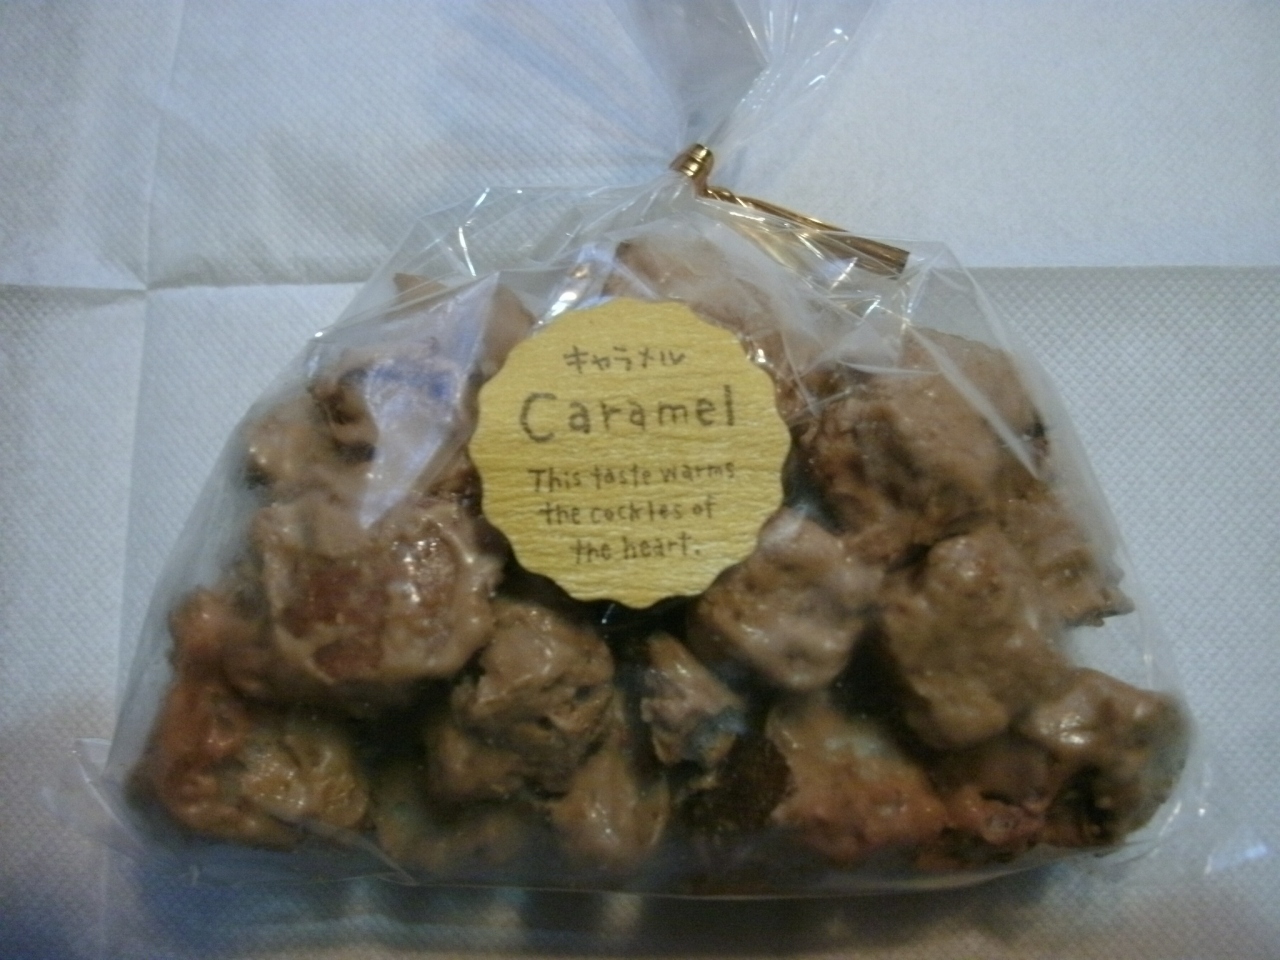 キャラメル
Caramel
This taste warms
the cockles of
the heart.